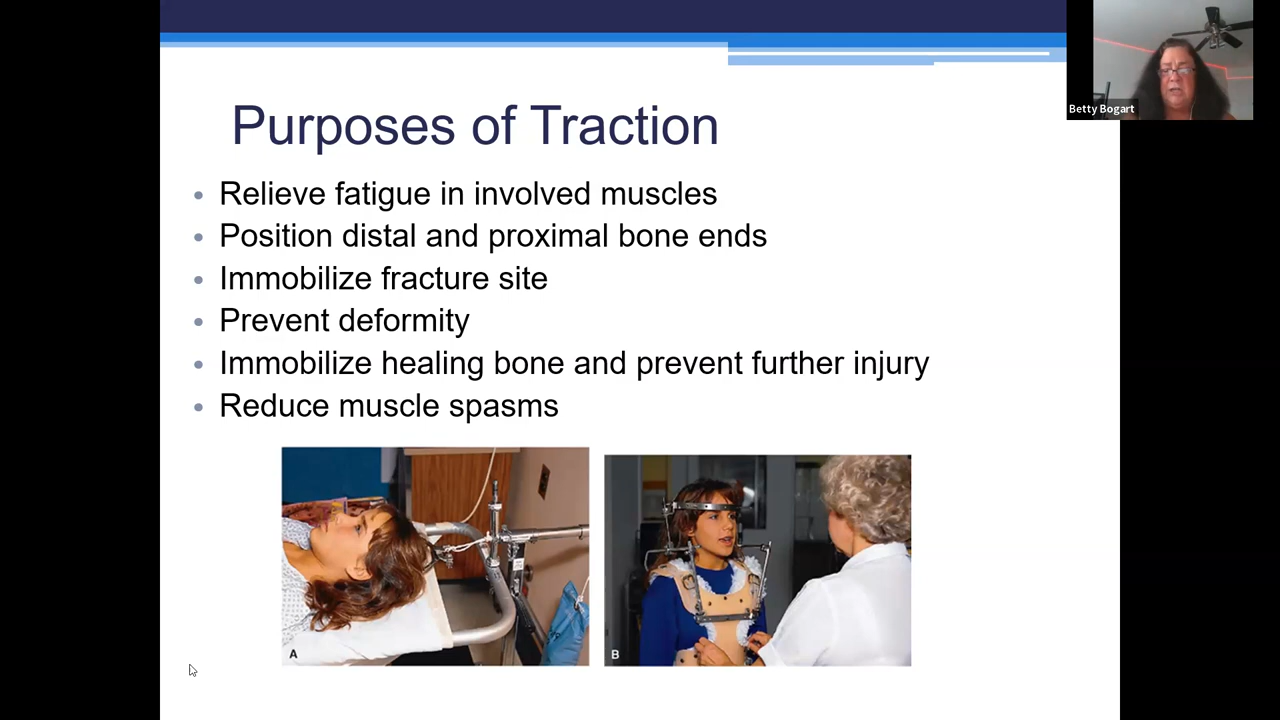 Betty Bogart
Purposes of Traction
• Relieve fatigue in involved muscles
• Position distal and proximal bone ends
• Immobilize fracture site
• Prevent deformity
• Immobilize healing bone and prevent further injury
• Reduce muscle spasms
A
B